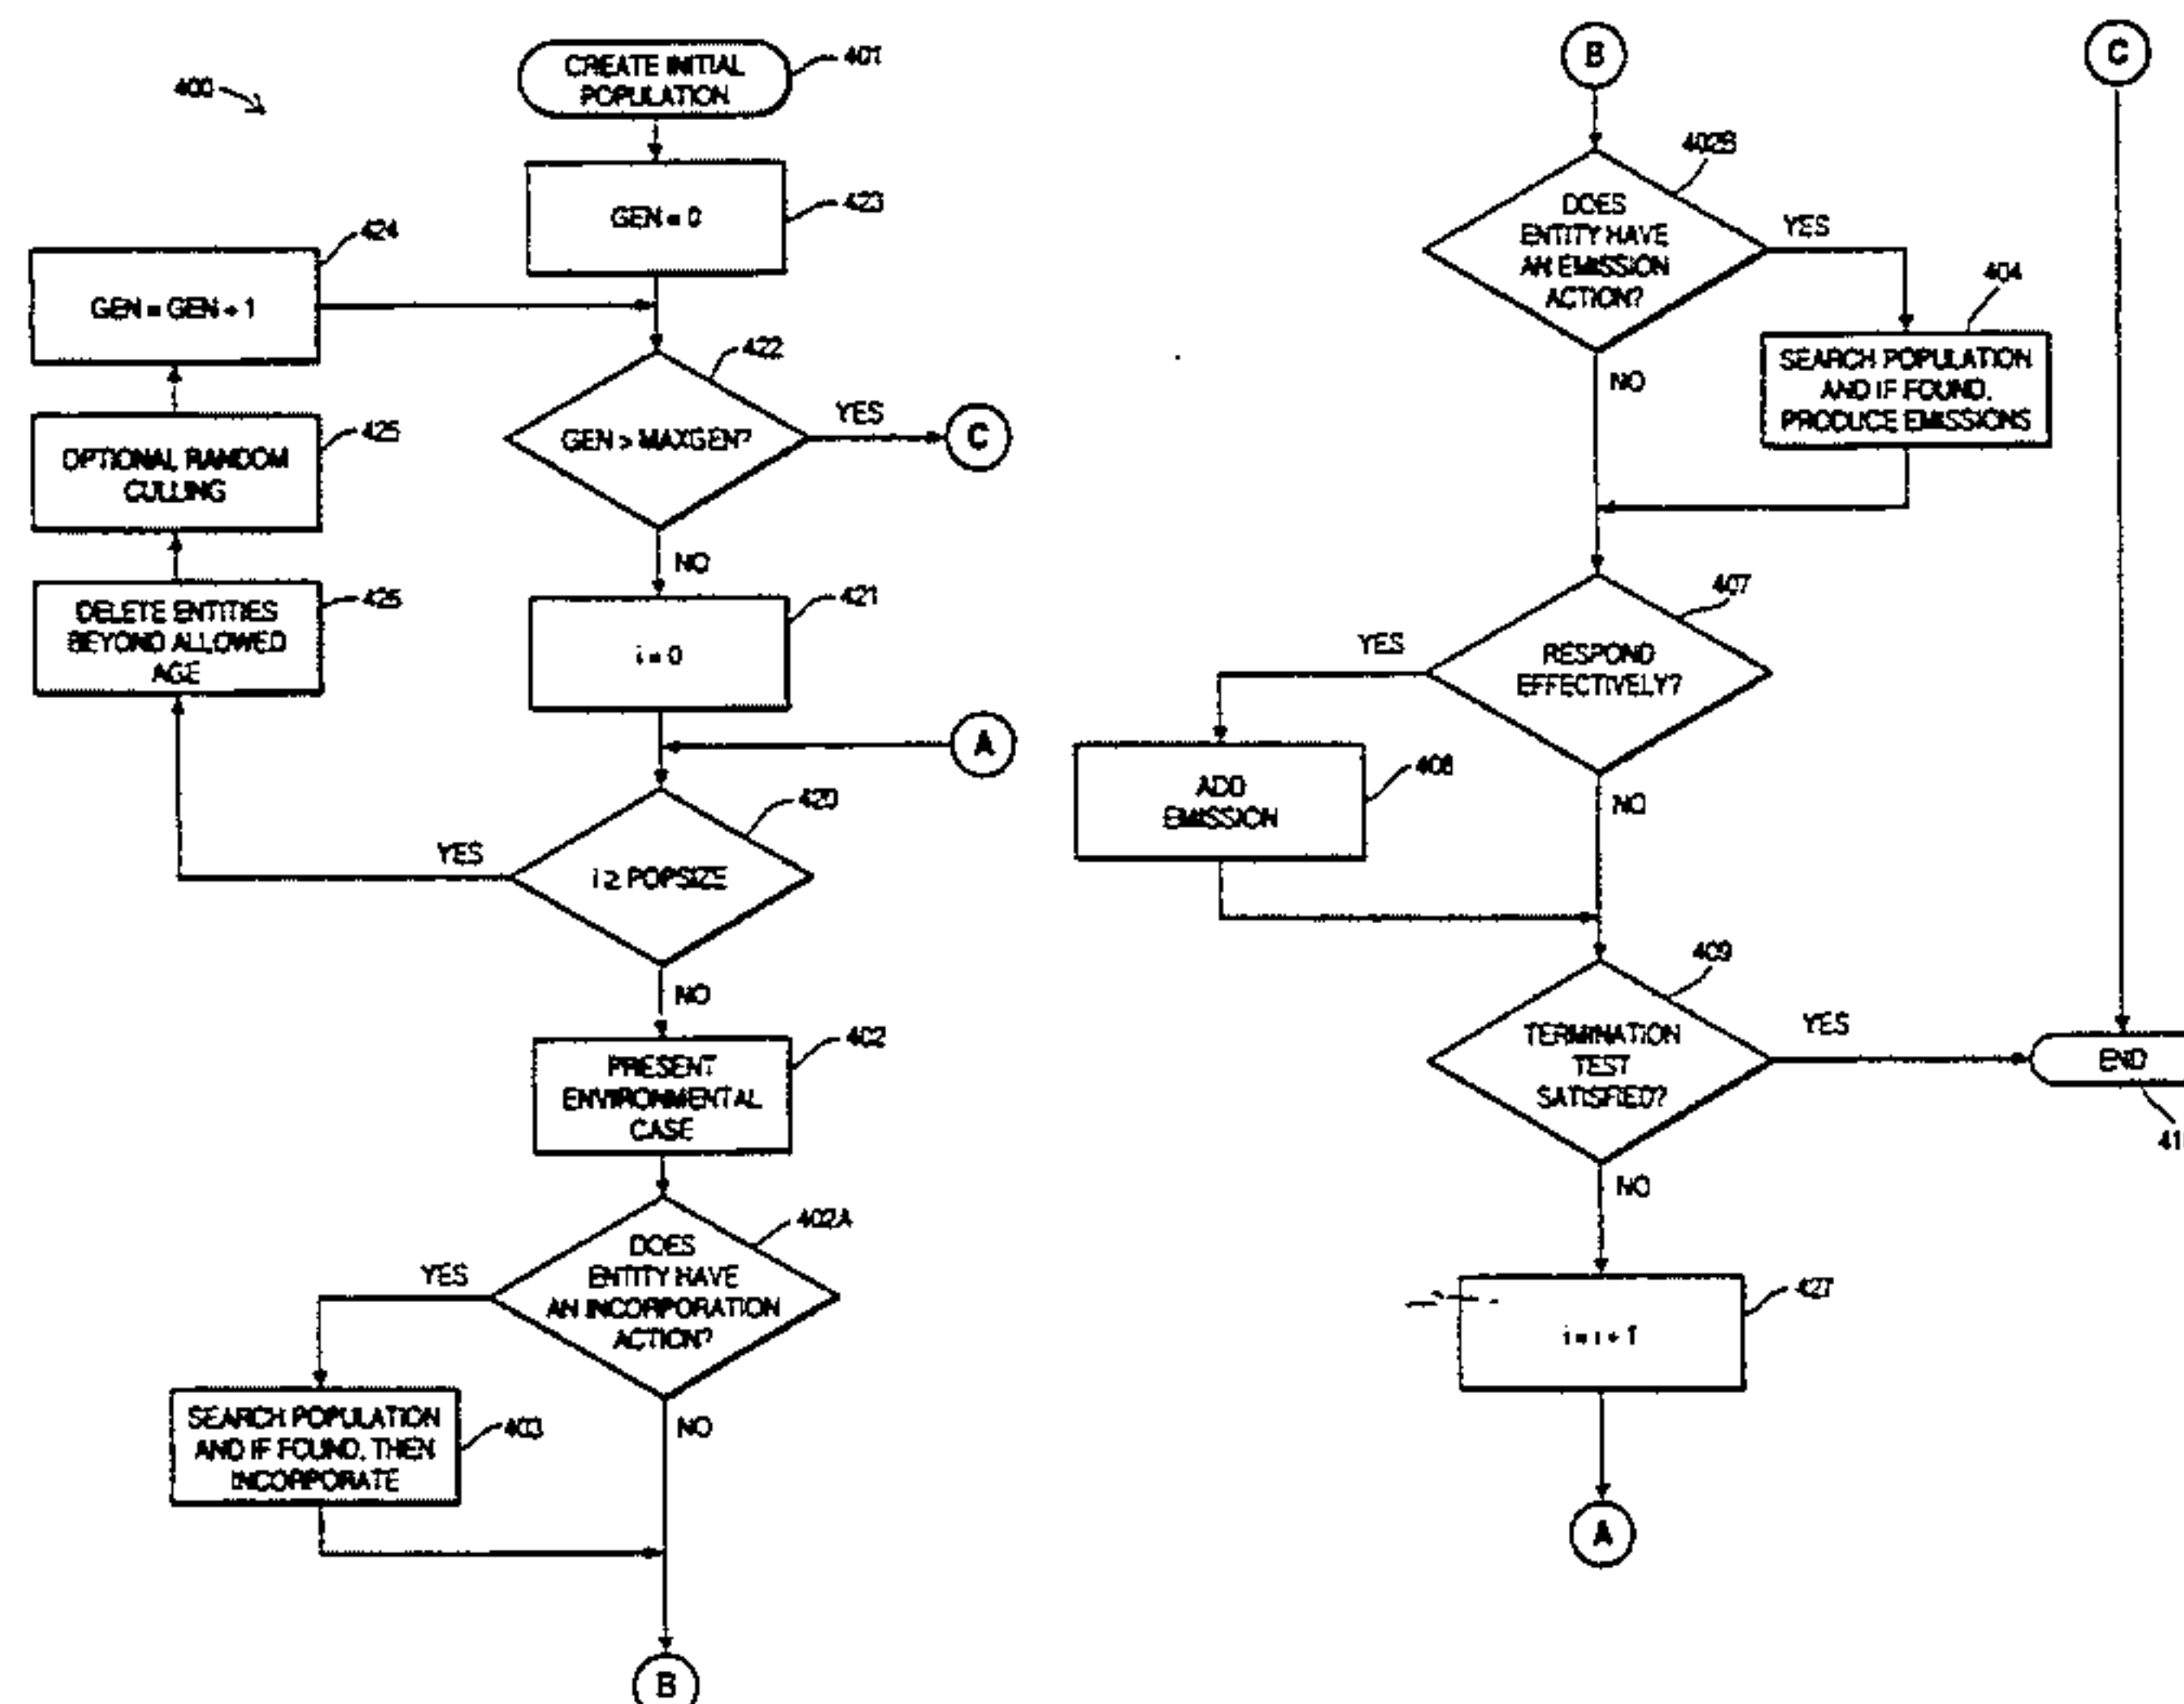 400
CREATE INITIAL
POPULATION
401
GEN = 0
423
GEN = GEN + 1
424
GEN > MAXGEN?
422
YES
C
NO
OPTIONAL RANDOM
CULLING
425
DELETE ENTITIES
BEYOND ALLOWED
AGE
425
i = 0
421
A
i ≥ POPSIZE
420
YES
NO
PRESENT
ENVIRONMENTAL
CASE
402
DOES
ENTITY HAVE
AN INCORPORATION
ACTION?
402A
YES
NO
SEARCH POPULATION
AND IF FOUND, THEN
INCORPORATE
403
B
B
DOES
ENTITY HAVE
AN EMISSION
ACTION?
402B
YES
NO
SEARCH POPULATION
AND IF FOUND,
PRODUCE EMISSIONS
404
RESPOND
EFFECTIVELY?
407
YES
NO
ADD
EMISSION
408
TERMINATION
TEST
SATISFIED?
409
YES
NO
i = i + 1
427
A
C
END
41